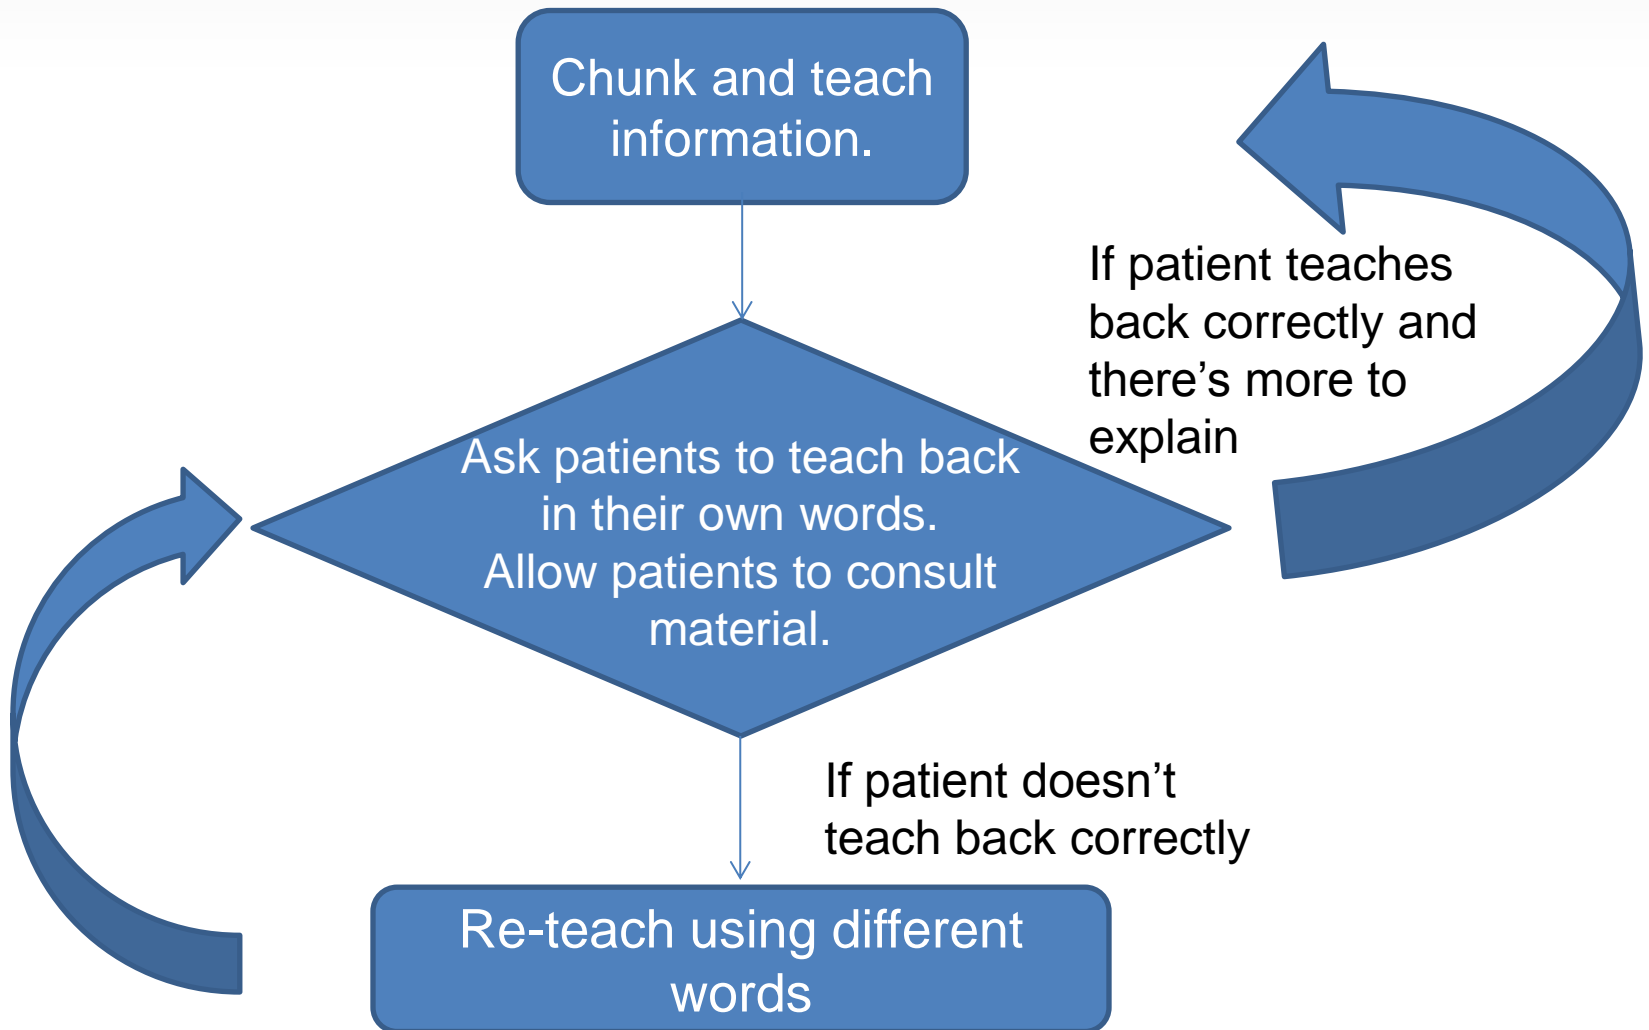 Chunk and teach
information.
If patient teaches
back correctly and
there’s more to
explain
Ask patients to teach back
in their own words.
Allow patients to consult
material.
If patient doesn’t
teach back correctly
Re-teach using different
words